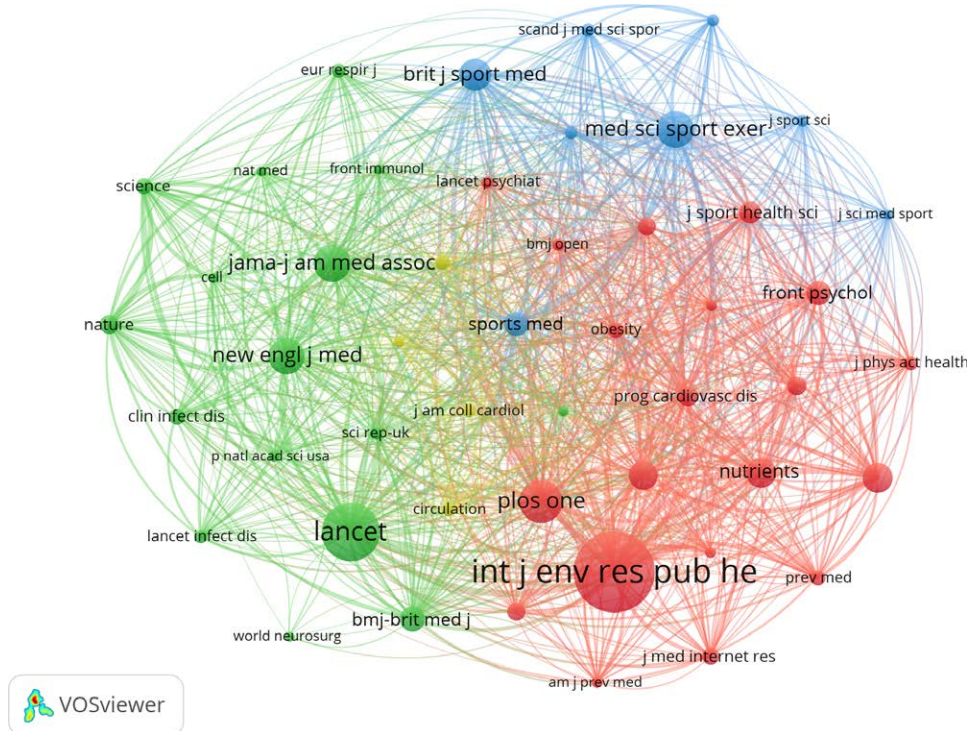 scand j med sci spor
eur respir j
brit j sport med
med sci sport exer
j sport sci
nat med
front immunol
lancet psychiat
science
j sport health sci
j sci med sport
bmj open
jama-j am med assoc
cell
front psychol
nature
sports med
obesity
new engl j med
j phys act health
prog cardiovasc dis
j am coll cardiol
clin infect dis
sci rep-uk
p natl acad sci usa
nutrients
plos one
circulation
lancet
lancet infect dis
int j env res pub he
prev med
bmj-brit med j
world neurosurg
j med internet res
am j prev med
VOSviewer